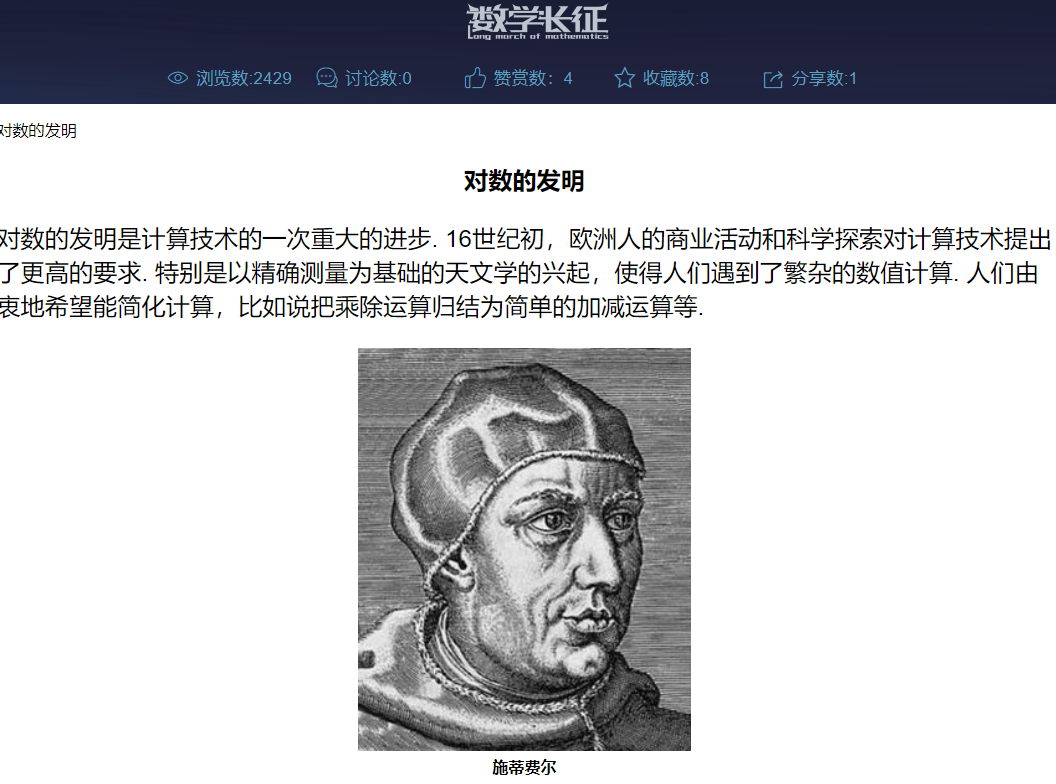 数学长征
Long march of mathematics
浏览数:2429 讨论数:0 赞赏数：4 收藏数:8 分享数:1
对数的发明
对数的发明
对数的发明是计算技术的一次重大的进步. 16世纪初，欧洲人的商业活动和科学探索对计算技术提出
了更高的要求. 特别是以精确测量为基础的天文学的兴起，使得人们遇到了繁杂的数值计算. 人们由
衷地希望能简化计算，比如说把乘除运算归结为简单的加减运算等.
施蒂费尔